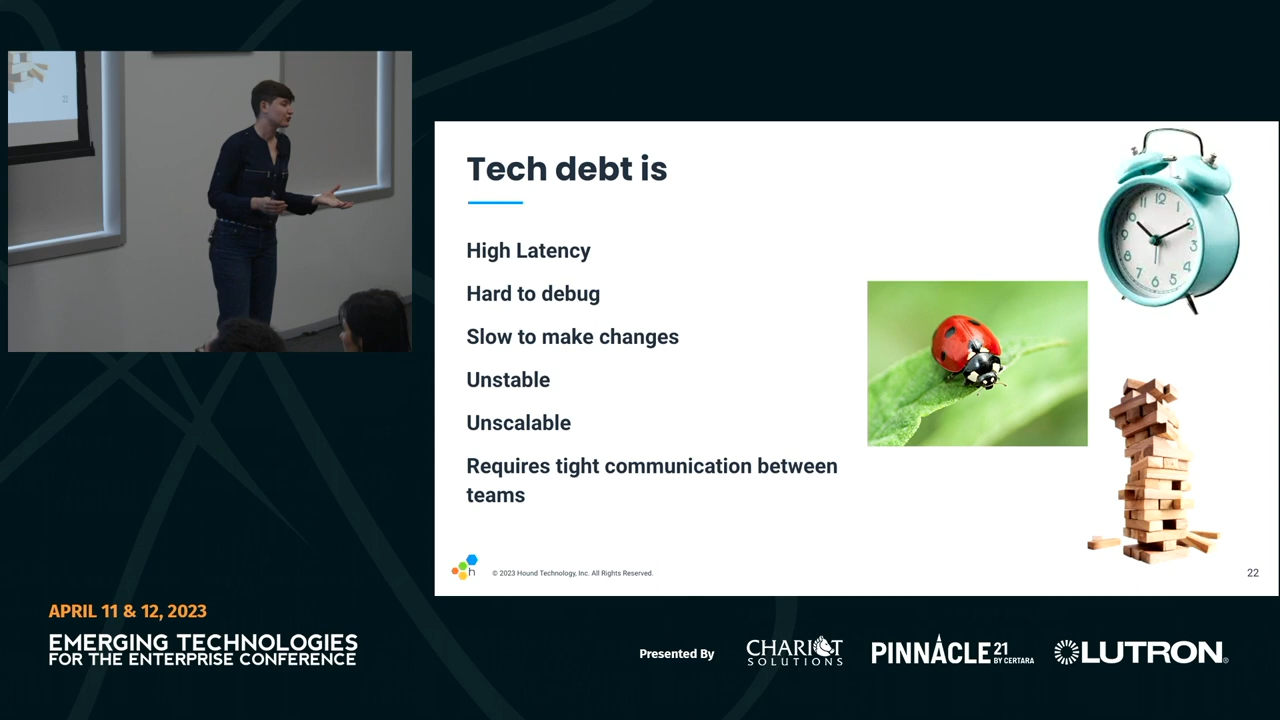 Tech debt is
High Latency
Hard to debug
Slow to make changes
Unstable
Unscalable
Requires tight communication between
teams
h
© 2023 Hound Technology, Inc. All Rights Reserved.
22
APRIL 11 & 12, 2023
EMERGING TECHNOLOGIES
FOR THE ENTERPRISE CONFERENCE
Presented By
CHARIOT
SOLUTIONS
PINNACLE 21
BY CERTARA
LUTRON®